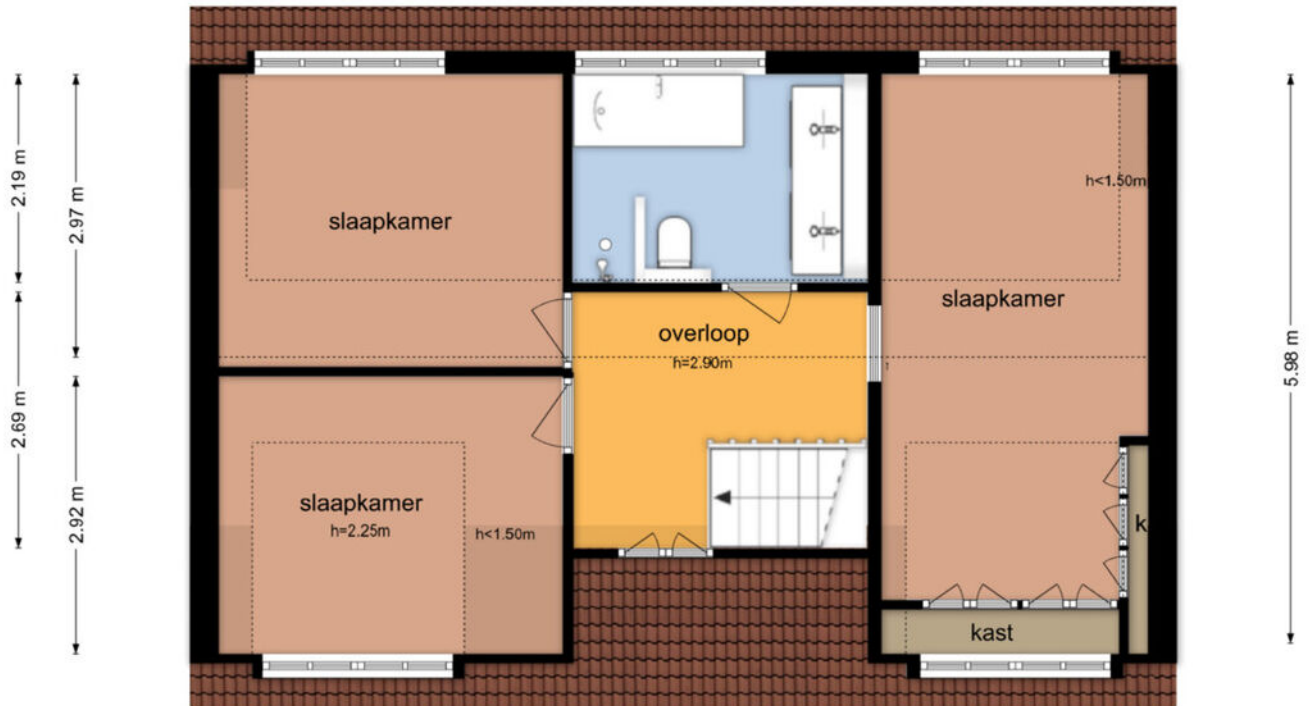 2.19 m
2.69 m
2.97 m
2.92 m
slaapkamer
slaapkamer
h=2.25m
h<1.50m
overloop
h=2.90m
h<1.50m
slaapkamer
k
kast
5.98 m